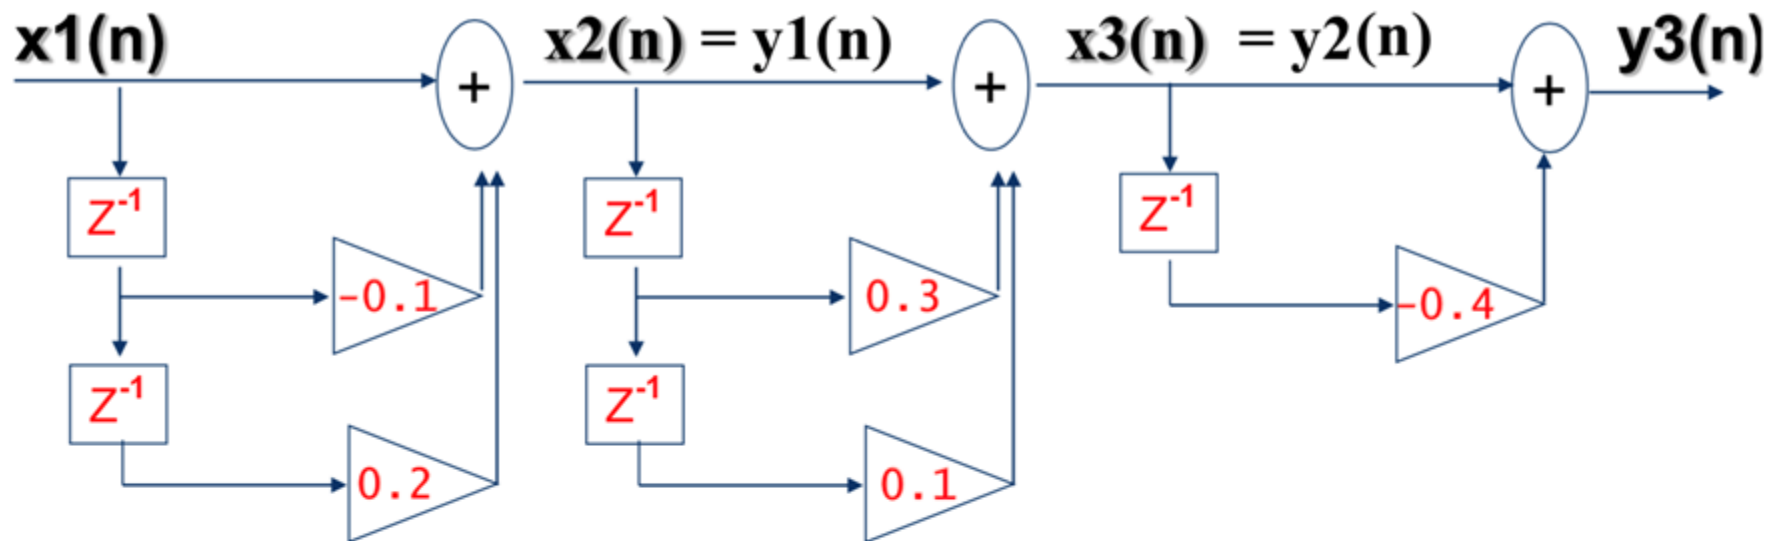 x1(n)
+
x2(n) = y1(n)
+
x3(n) = y2(n)
+
y3(n)
Z⁻¹
Z⁻¹
Z⁻¹
-0.1
0.3
-0.4
Z⁻¹
Z⁻¹
0.2
0.1